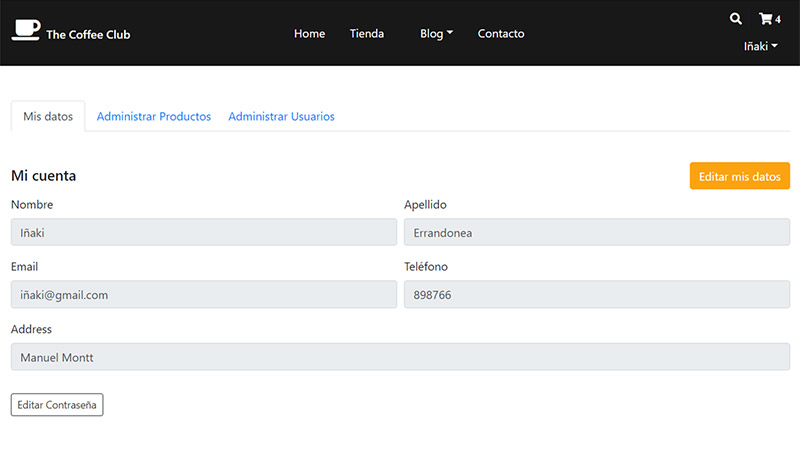 The Coffee Club
Home Tienda Blog Contacto
4
Iñaki
Mis datos Administrar Productos Administrar Usuarios
Mi cuenta
Editar mis datos
Nombre Apellido
Iñaki Errandonea
Email Teléfono
iñaki@gmail.com 898766
Address
Manuel Montt
Editar Contraseña